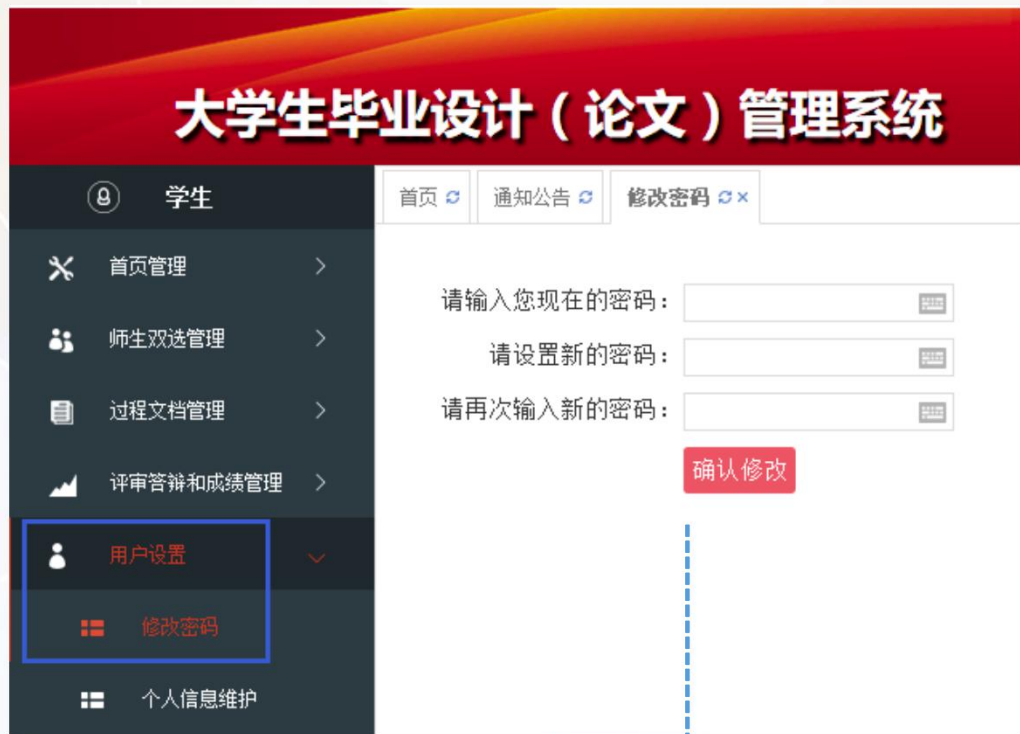 大学生毕业设计（论文）管理系统
学生
首页 通知公告 修改密码
首页管理
师生双选管理
过程文档管理
评审答辩和成绩管理
用户设置
修改密码
个人信息维护
请输入您现在的密码：
请设置新的密码：
请再次输入新的密码：
确认修改